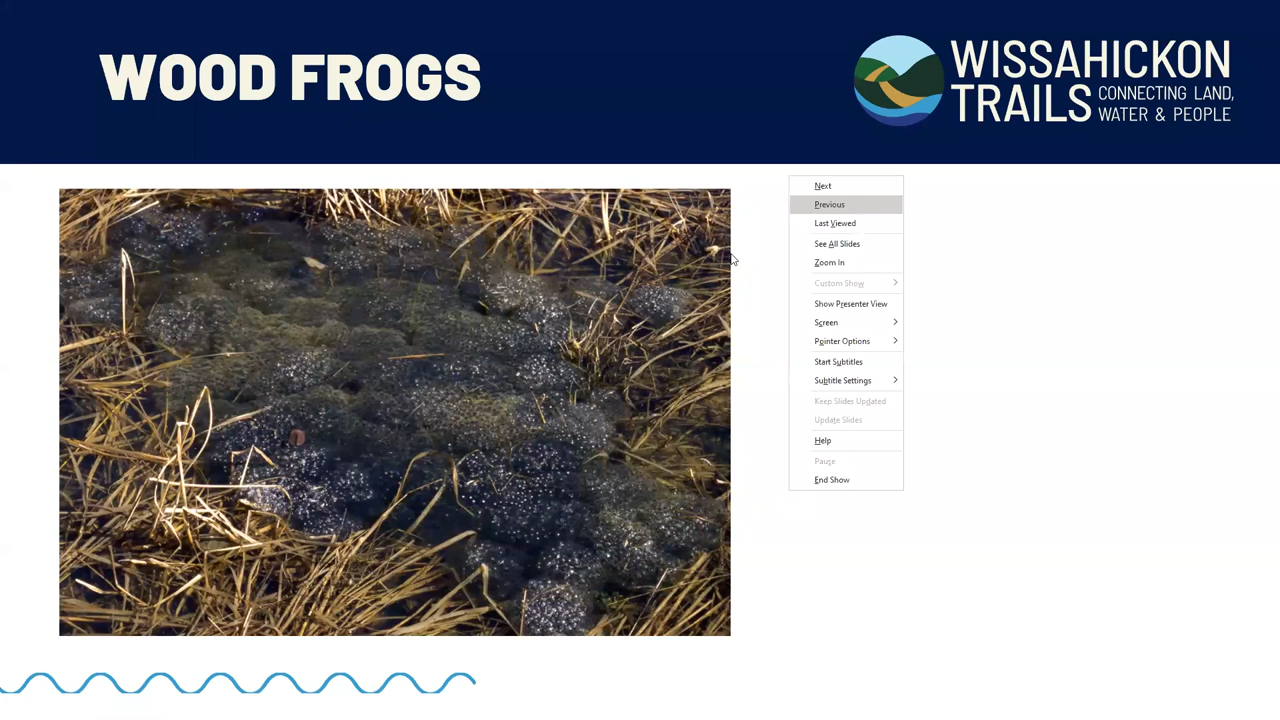 WOOD FROGS
WISSAHICKON
TRAILS
CONNECTING LAND,
WATER & PEOPLE
Next
Previous
Last Viewed
See All Slides
Zoom In
Custom Show
Show Presenter View
Screen
Pointer Options
Start Subtitles
Subtitle Settings
Keep Slides Updated
Update Slides
Help
Pause
End Show